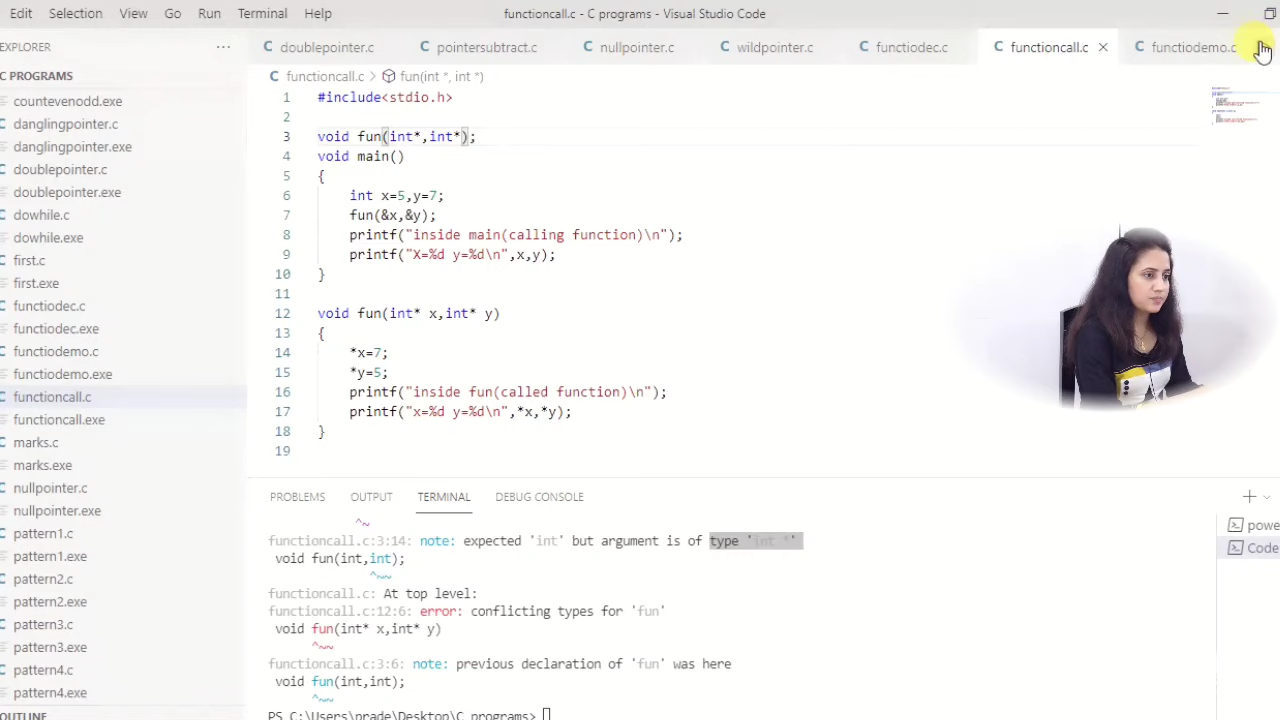 Edit Selection View Go Run Terminal Help functioncall.c - C programs - Visual Studio Code
EXPLORER ... doublepointer.c pointersubtract.c nullpointer.c wildpointer.c functiodec.c functioncall.c functiodemo.c
C PROGRAMS
functioncall.c > fun(int *, int *)
countevenodd.exe
danglingpointer.c
danglingpointer.exe
doublepointer.c
doublepointer.exe
dowhile.c
dowhile.exe
first.c
first.exe
functiodec.c
functiodec.exe
functiodemo.c
functiodemo.exe
functioncall.c
functioncall.exe
marks.c
marks.exe
nullpointer.c
nullpointer.exe
pattern1.c
pattern1.exe
pattern2.c
pattern2.exe
pattern3.c
pattern3.exe
pattern4.c
pattern4.exe
OUTLINE
1 #include<stdio.h>
2
3 void fun(int*,int*);
4 void main()
5 {
6 int x=5,y=7;
7 fun(&x,&y);
8 printf("inside main(calling function)\n");
9 printf("X=%d y=%d\n",x,y);
10 }
11
12 void fun(int* x,int* y)
13 {
14 *x=7;
15 *y=5;
16 printf("inside fun(called function)\n");
17 printf("x=%d y=%d\n",*x,*y);
18 }
19
PROBLEMS OUTPUT TERMINAL DEBUG CONSOLE
^~
functioncall.c:3:14: note: expected 'int' but argument is of type 'int *'
void fun(int,int);
^~~
functioncall.c: At top level:
functioncall.c:12:6: error: conflicting types for 'fun'
void fun(int* x,int* y)
^~~
functioncall.c:3:6: note: previous declaration of 'fun' was here
void fun(int,int);
^~~
PS C:\Users\prade\Desktop\C programs>
powe
Code